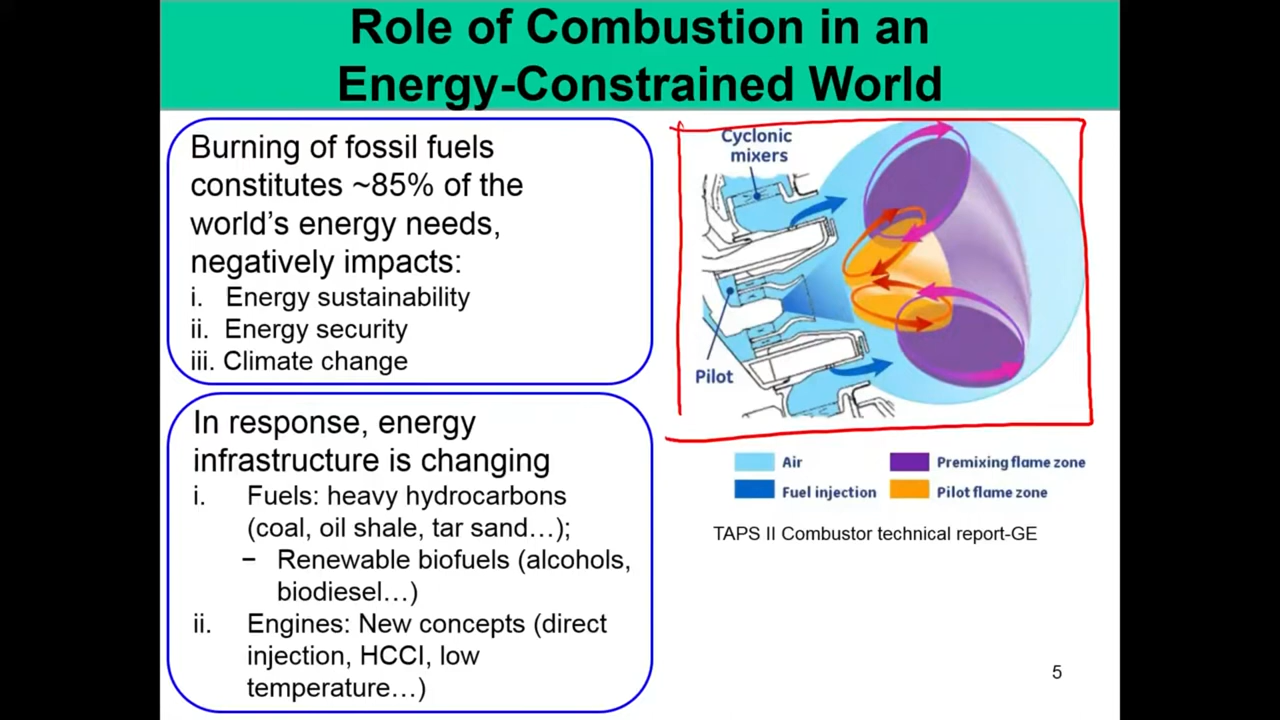 Role of Combustion in an
Energy-Constrained World
Burning of fossil fuels
constitutes ~85% of the
world’s energy needs,
negatively impacts:
i. Energy sustainability
ii. Energy security
iii. Climate change
In response, energy
infrastructure is changing
i. Fuels: heavy hydrocarbons
(coal, oil shale, tar sand…);
− Renewable biofuels (alcohols,
biodiesel…)
ii. Engines: New concepts (direct
injection, HCCI, low
temperature…)
Cyclonic
mixers
Pilot
Air
Premixing flame zone
Fuel injection
Pilot flame zone
TAPS II Combustor technical report-GE
5